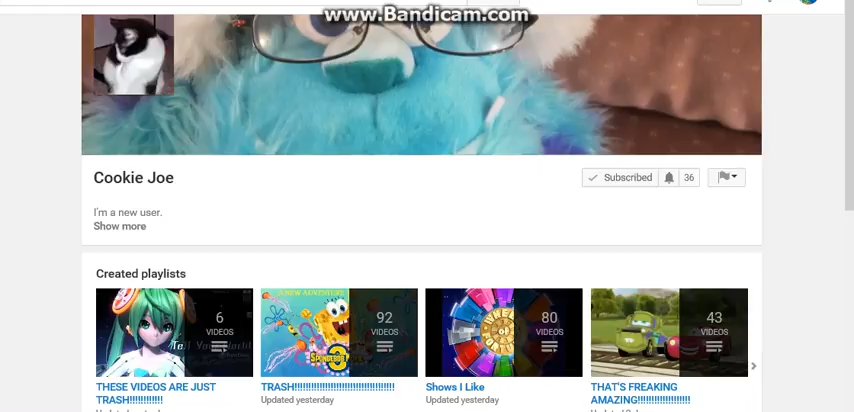 www.Bandicam.com
Cookie Joe
Subscribed
36
I'm a new user.
Show more
Created playlists
6
VIDEOS
92
VIDEOS
80
VIDEOS
43
VIDEOS
THESE VIDEOS ARE JUST
TRASH!!!!!!!!!!!!
TRASH!!!!!!!!!!!!!!!!!!!!!!!!!!!!!!!!!!!!!
Updated yesterday
Shows I Like
Updated yesterday
THAT'S FREAKING
AMAZING!!!!!!!!!!!!!!!!!!!